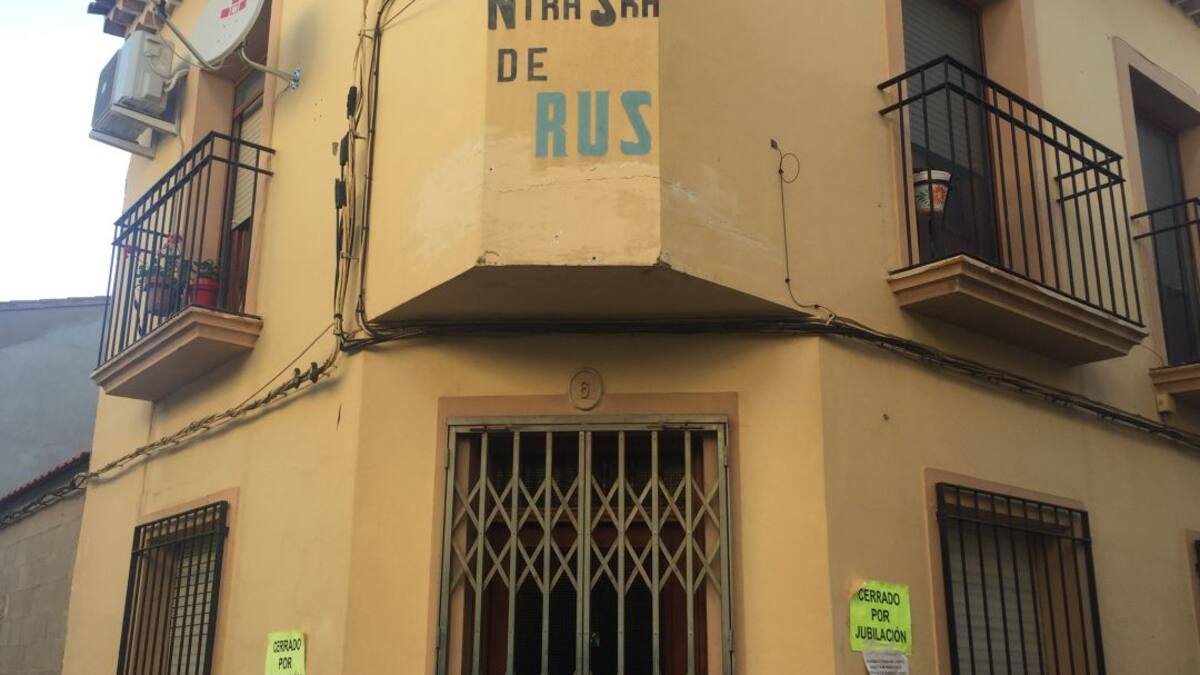 NTRA SRA
DE
RUS
6
CERRADO
POR
JUBILACIÓN
CERRADO
POR